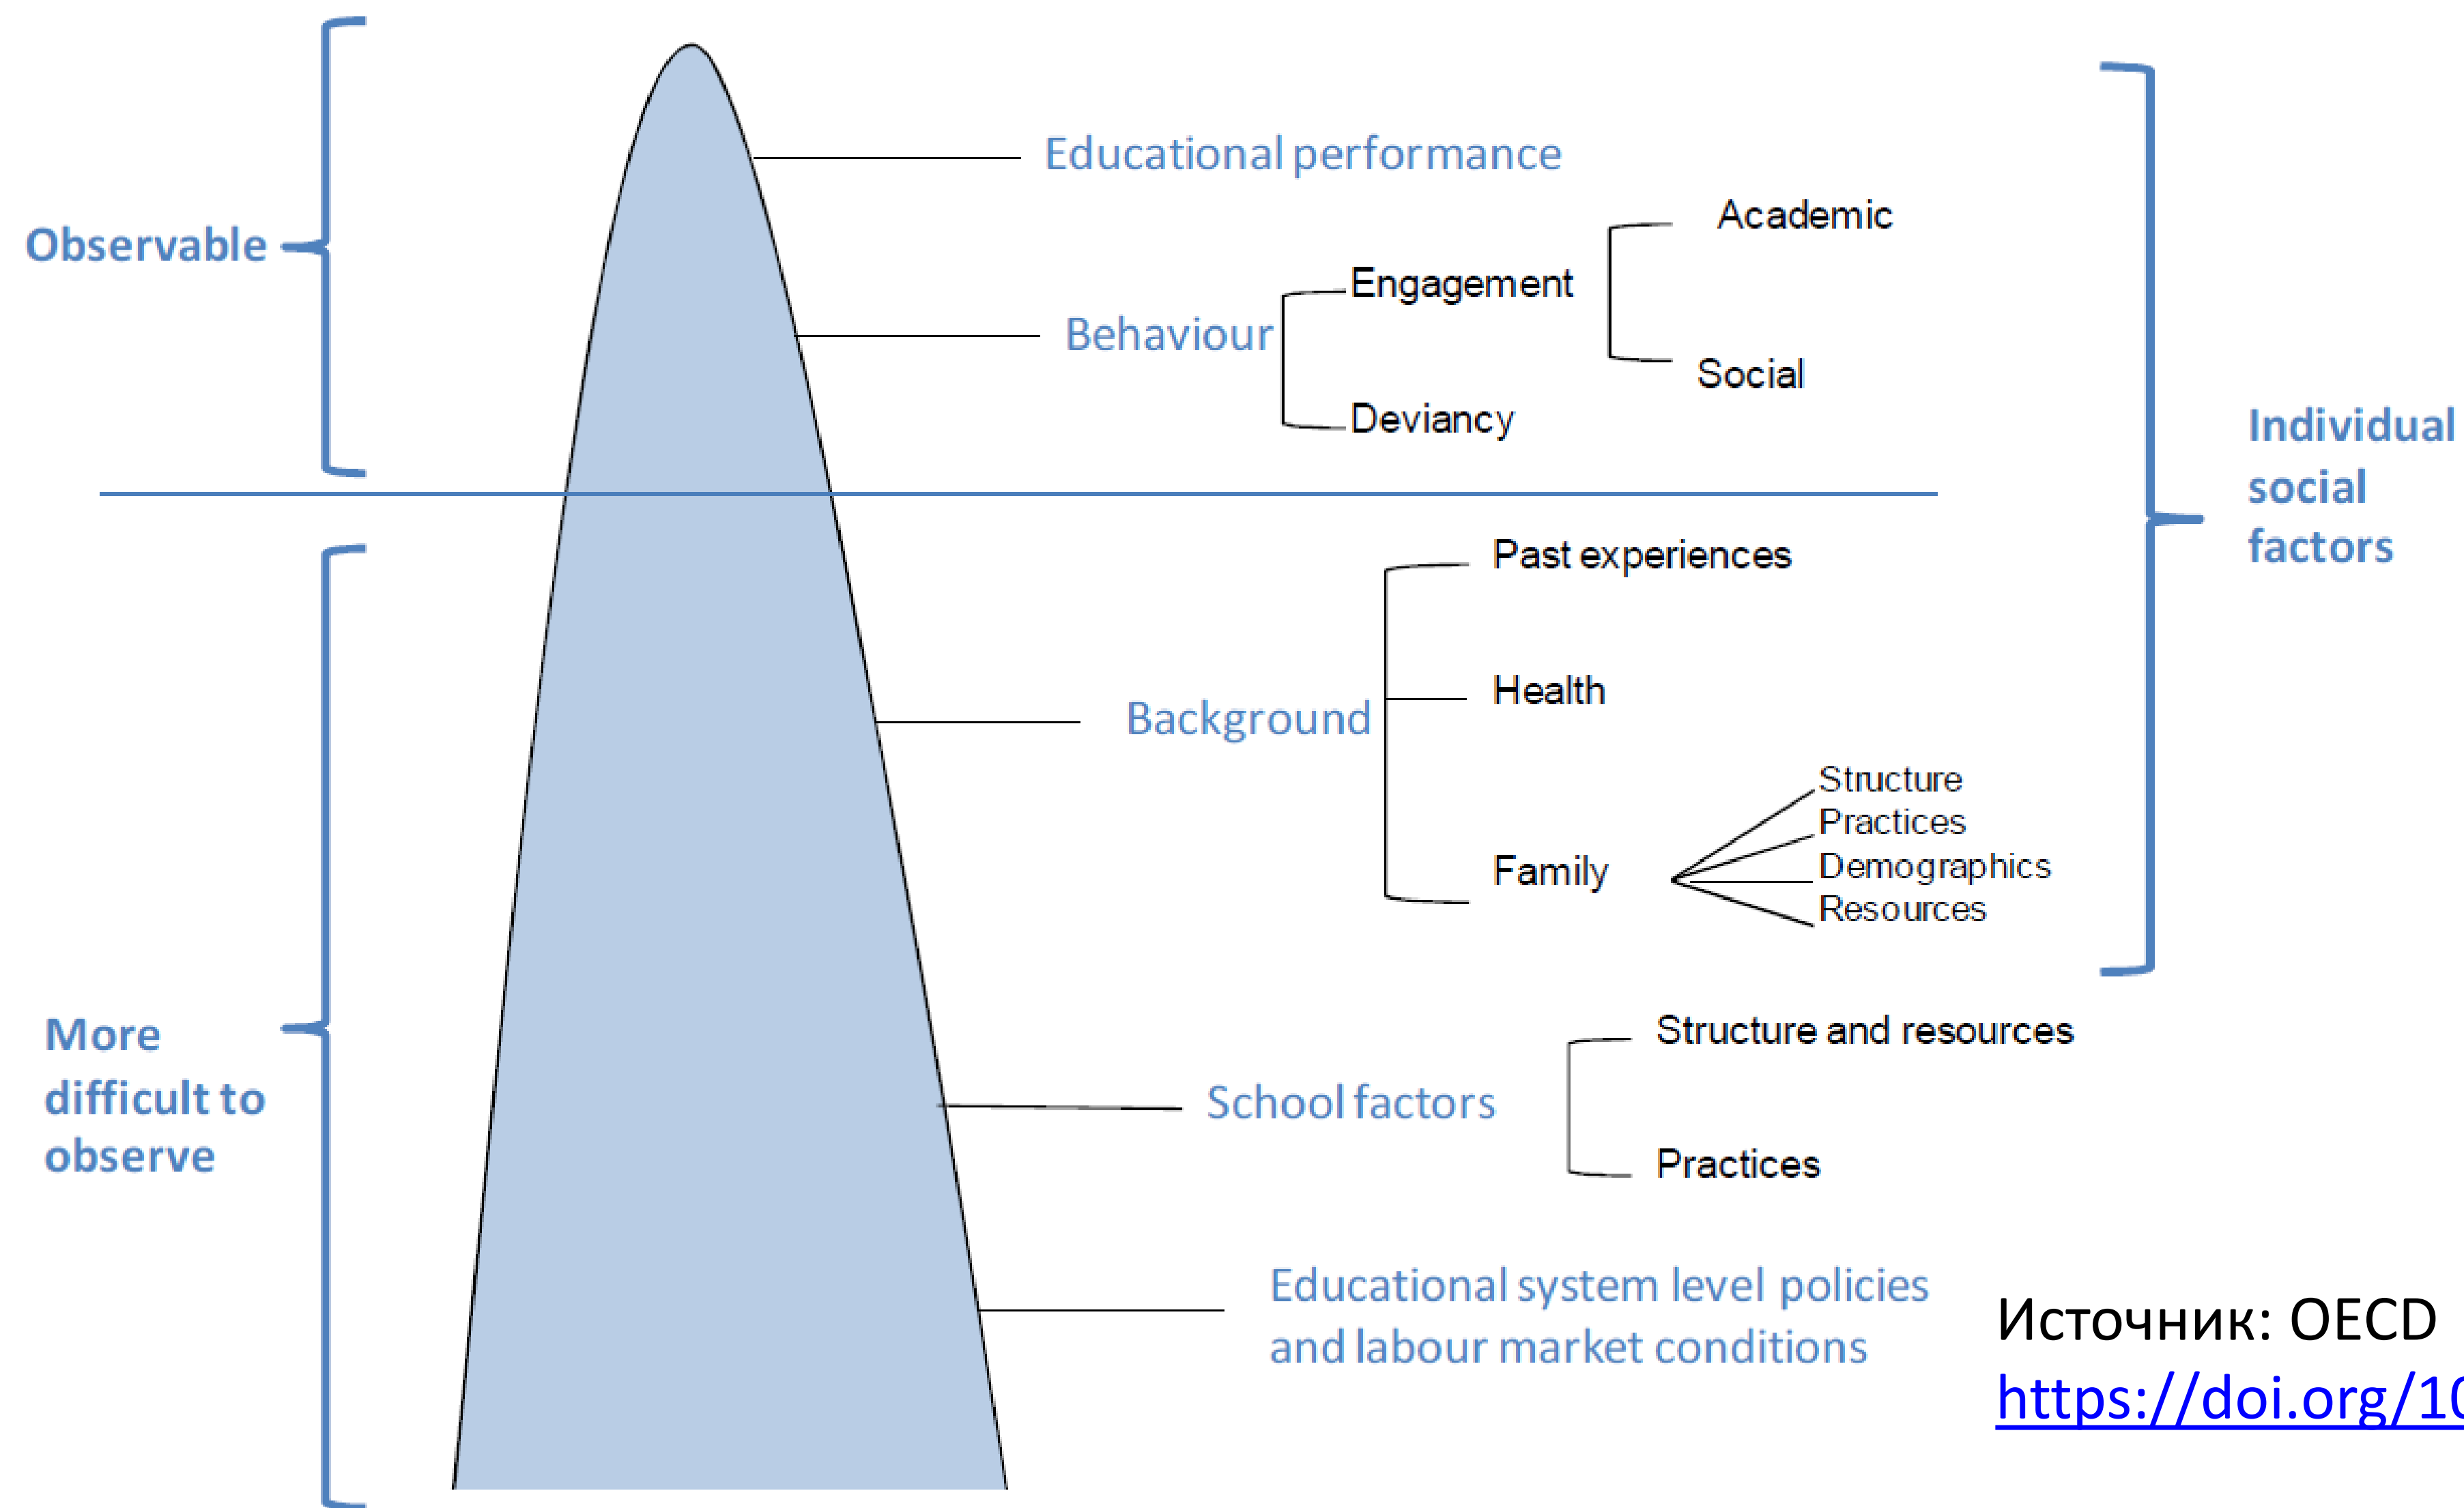 Observable
Educational performance
Academic
Engagement
Behaviour
Social
Deviancy
Individual
social
factors
Past experiences
Health
Background
Structure
Practices
Demographics
Family
Resources
More
difficult to
observe
Structure and resources
School factors
Practices
Educational system level policies
and labour market conditions
Источник: OECD
https://doi.org/10